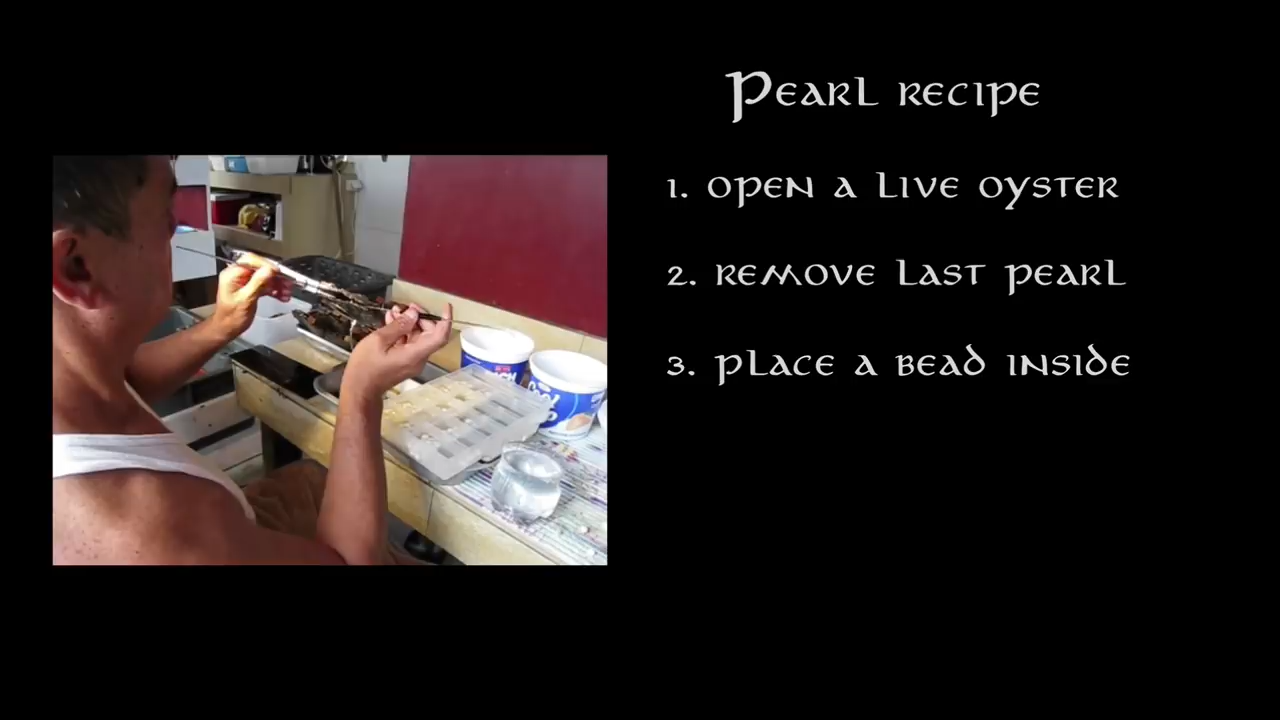 Pearl recipe
1. open a live oyster
2. remove last pearl
3. place a bead inside